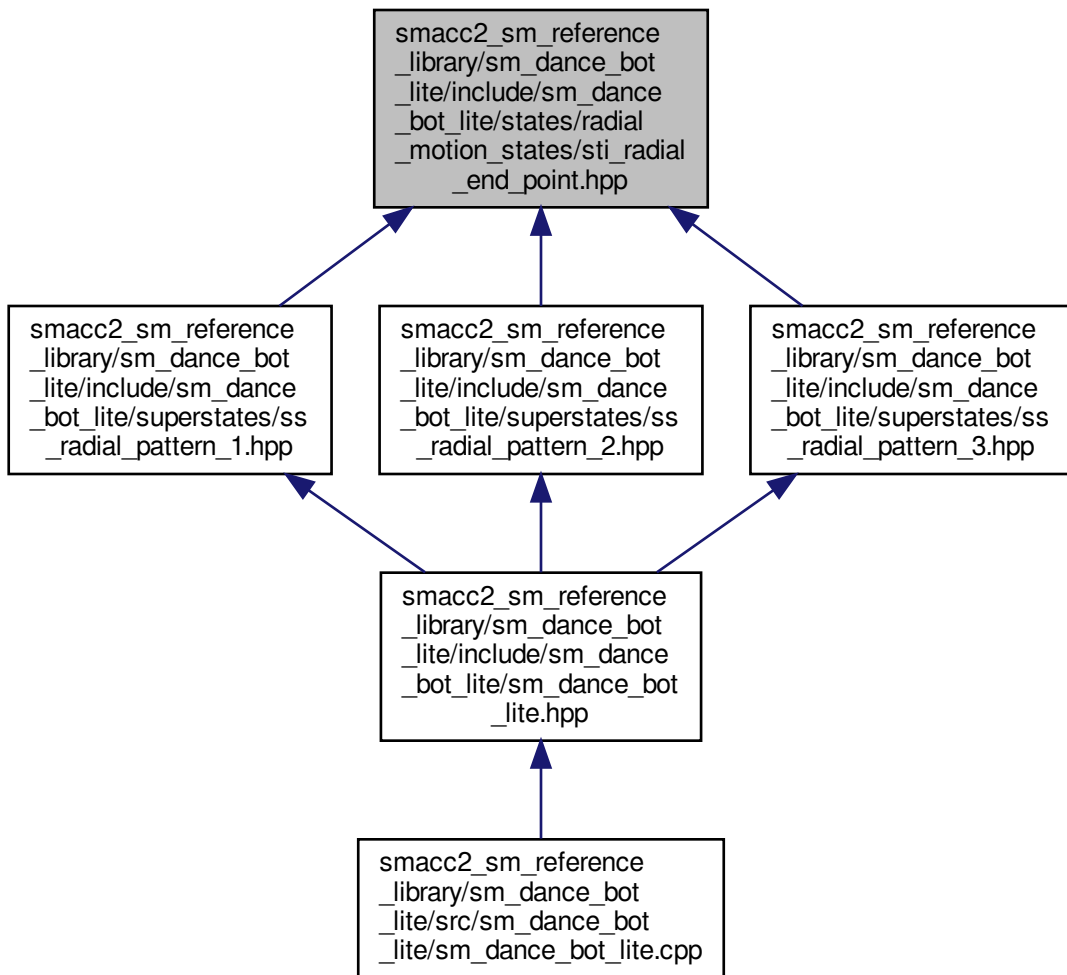 smacc2_sm_reference
_library/sm_dance_bot
_lite/include/sm_dance
_bot_lite/states/radial
_motion_states/sti_radial
_end_point.hpp
smacc2_sm_reference
_library/sm_dance_bot
_lite/include/sm_dance
_bot_lite/superstates/ss
_radial_pattern_1.hpp
smacc2_sm_reference
_library/sm_dance_bot
_lite/include/sm_dance
_bot_lite/superstates/ss
_radial_pattern_2.hpp
smacc2_sm_reference
_library/sm_dance_bot
_lite/include/sm_dance
_bot_lite/superstates/ss
_radial_pattern_3.hpp
smacc2_sm_reference
_library/sm_dance_bot
_lite/include/sm_dance
_bot_lite/sm_dance_bot
_lite.hpp
smacc2_sm_reference
_library/sm_dance_bot
_lite/src/sm_dance_bot
_lite/sm_dance_bot_lite.cpp